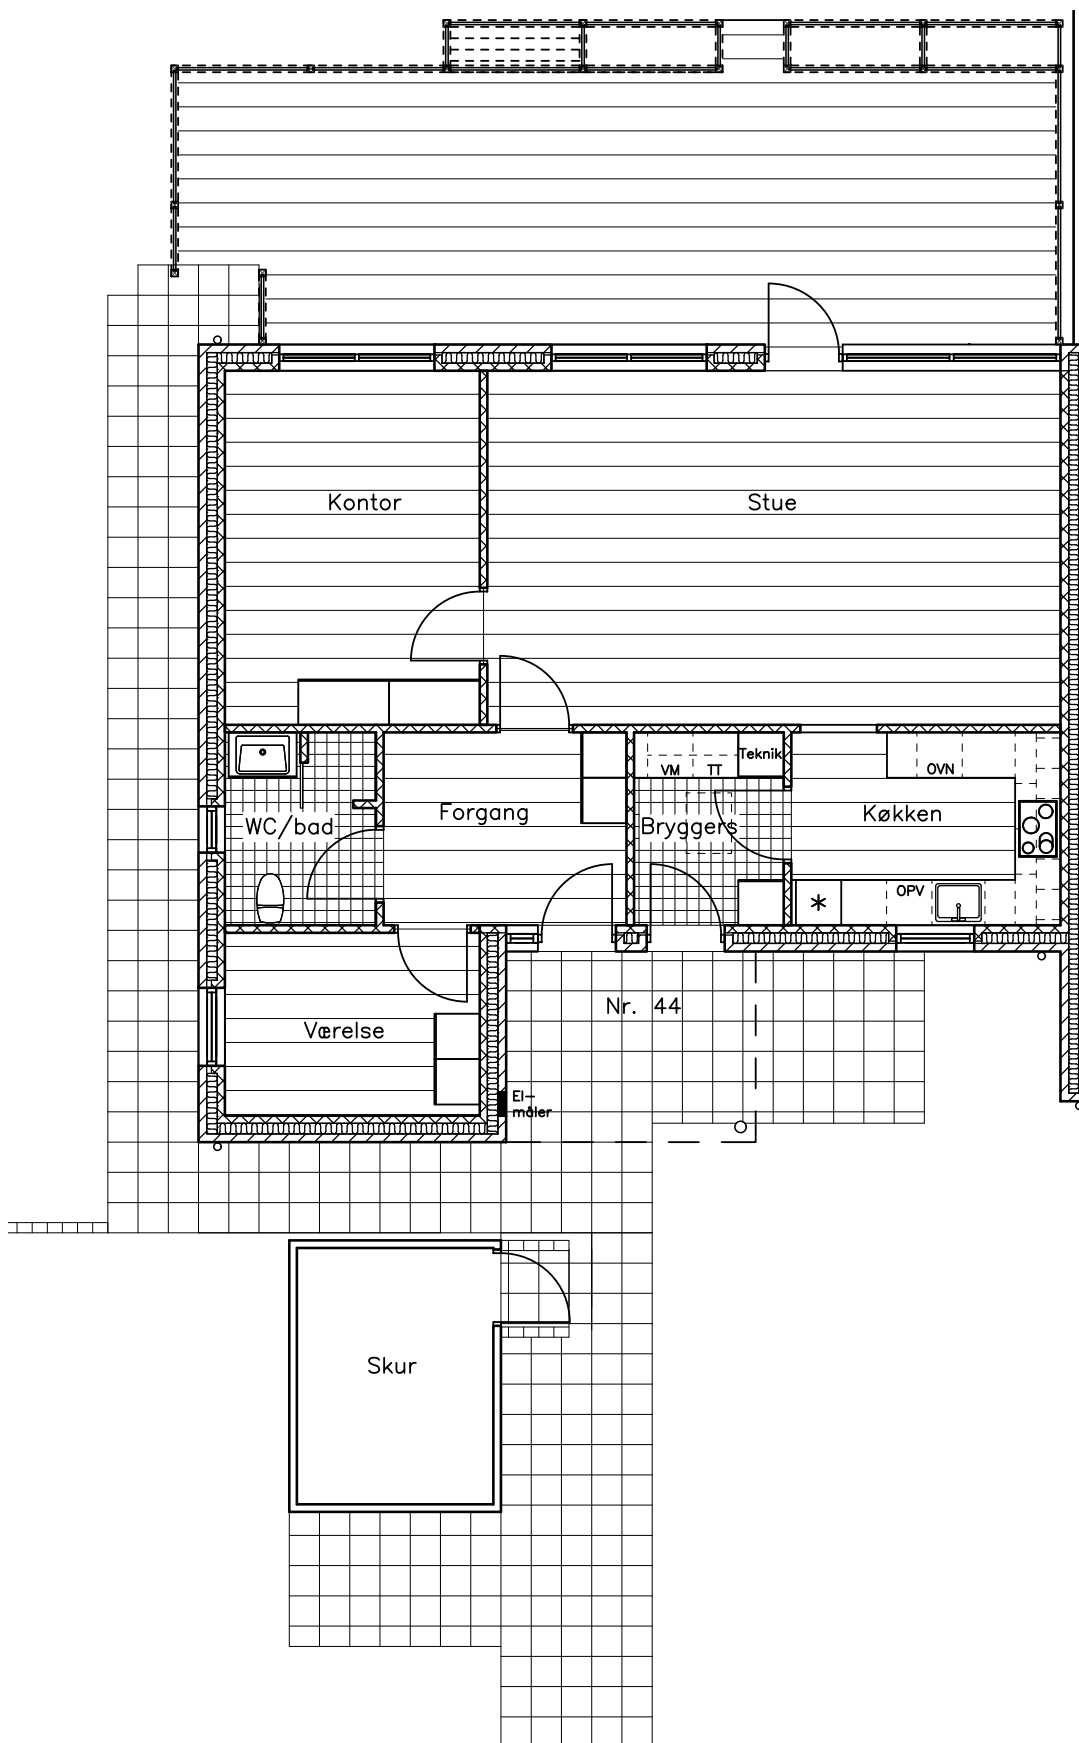 Kontor
Stue
Teknik
VM
TT
OVN
WC/bad
Forgang
Bryggers
Køkken
OPV
*
Nr. 44
Værelse
El-
måler
Skur